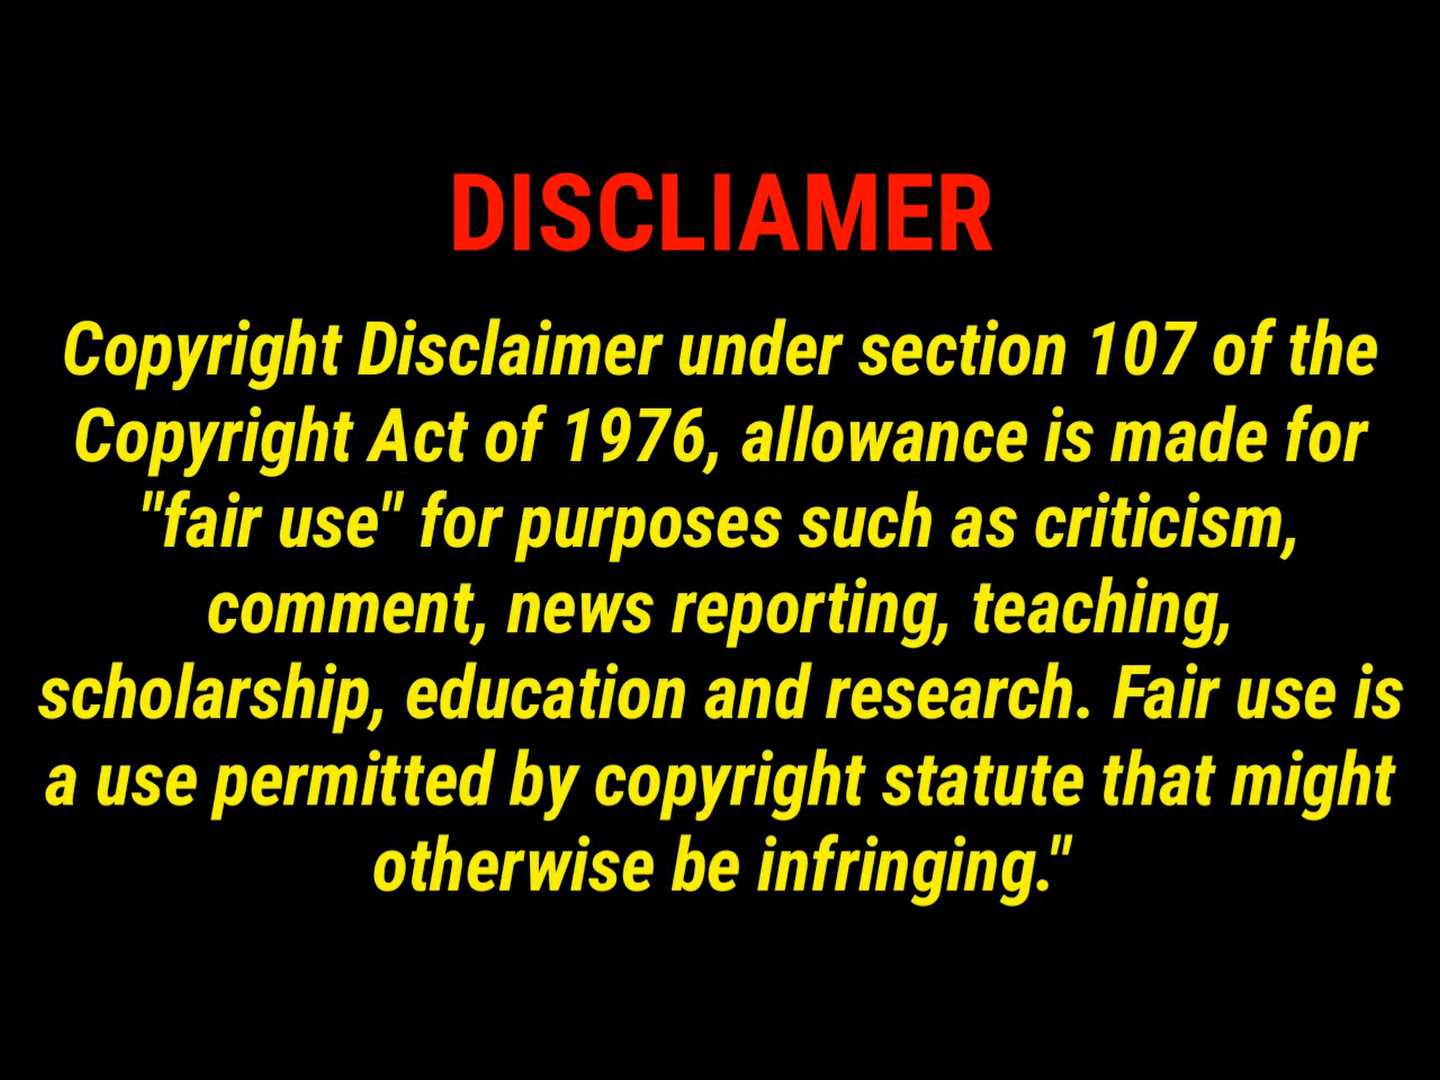 DISCLIAMER
Copyright Disclaimer under section 107 of the
Copyright Act of 1976, allowance is made for
"fair use" for purposes such as criticism,
comment, news reporting, teaching,
scholarship, education and research. Fair use is
a use permitted by copyright statute that might
otherwise be infringing."